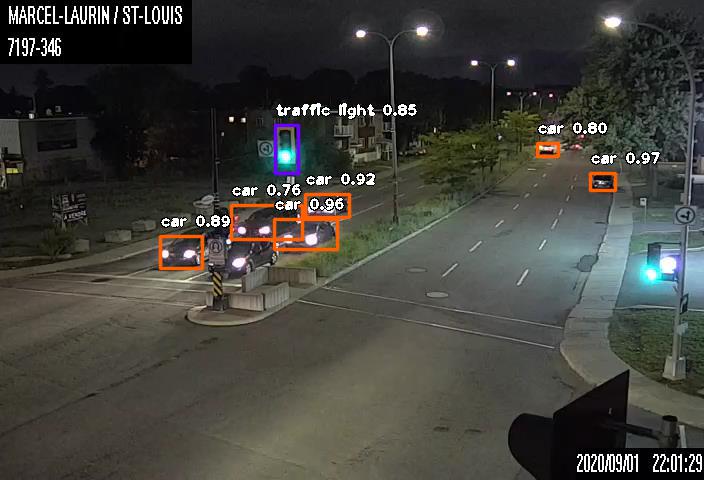 MARCEL-LAURIN / ST-LOUIS
7197-346
traffic light 0.85
car 0.80
car 0.97
car 0.92
car 0.76
car 0.96
car 0.89
A VENDRE
2020/09/01 22:01:29